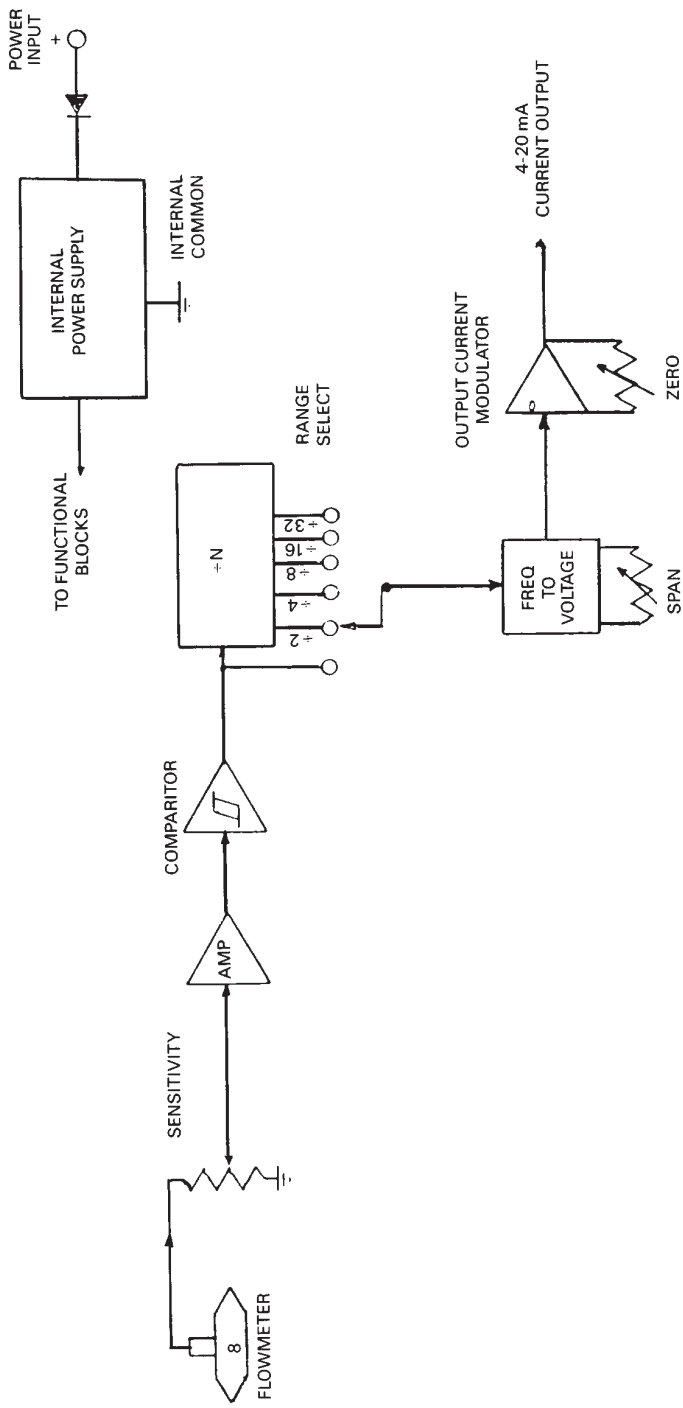 POWER
INPUT
+
INTERNAL
POWER SUPPLY
INTERNAL
COMMON
TO FUNCTIONAL
BLOCKS
FLOWMETER
8
SENSITIVITY
AMP
COMPARITOR
÷N
÷2
÷4
÷8
÷16
÷32
RANGE
SELECT
FREQ
TO
VOLTAGE
SPAN
OUTPUT CURRENT
MODULATOR
ZERO
4-20 mA
CURRENT OUTPUT